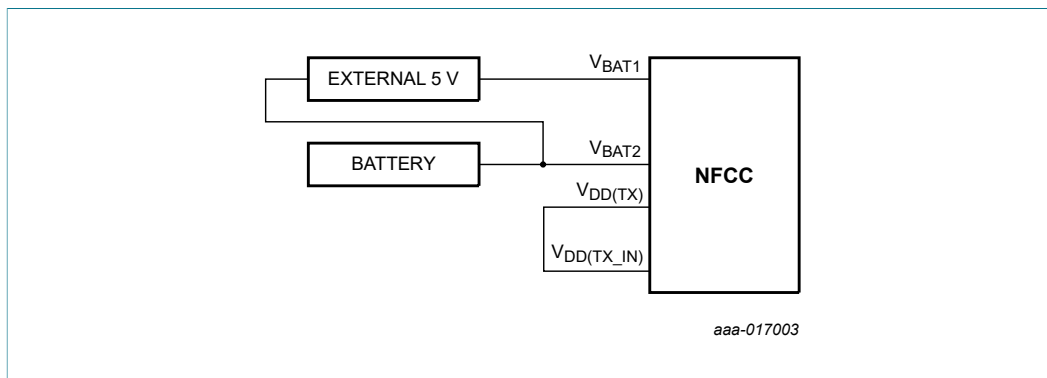 EXTERNAL 5 V
VBAT1
BATTERY
VBAT2
NFCC
VDD(TX)
VDD(TX_IN)
aaa-017003